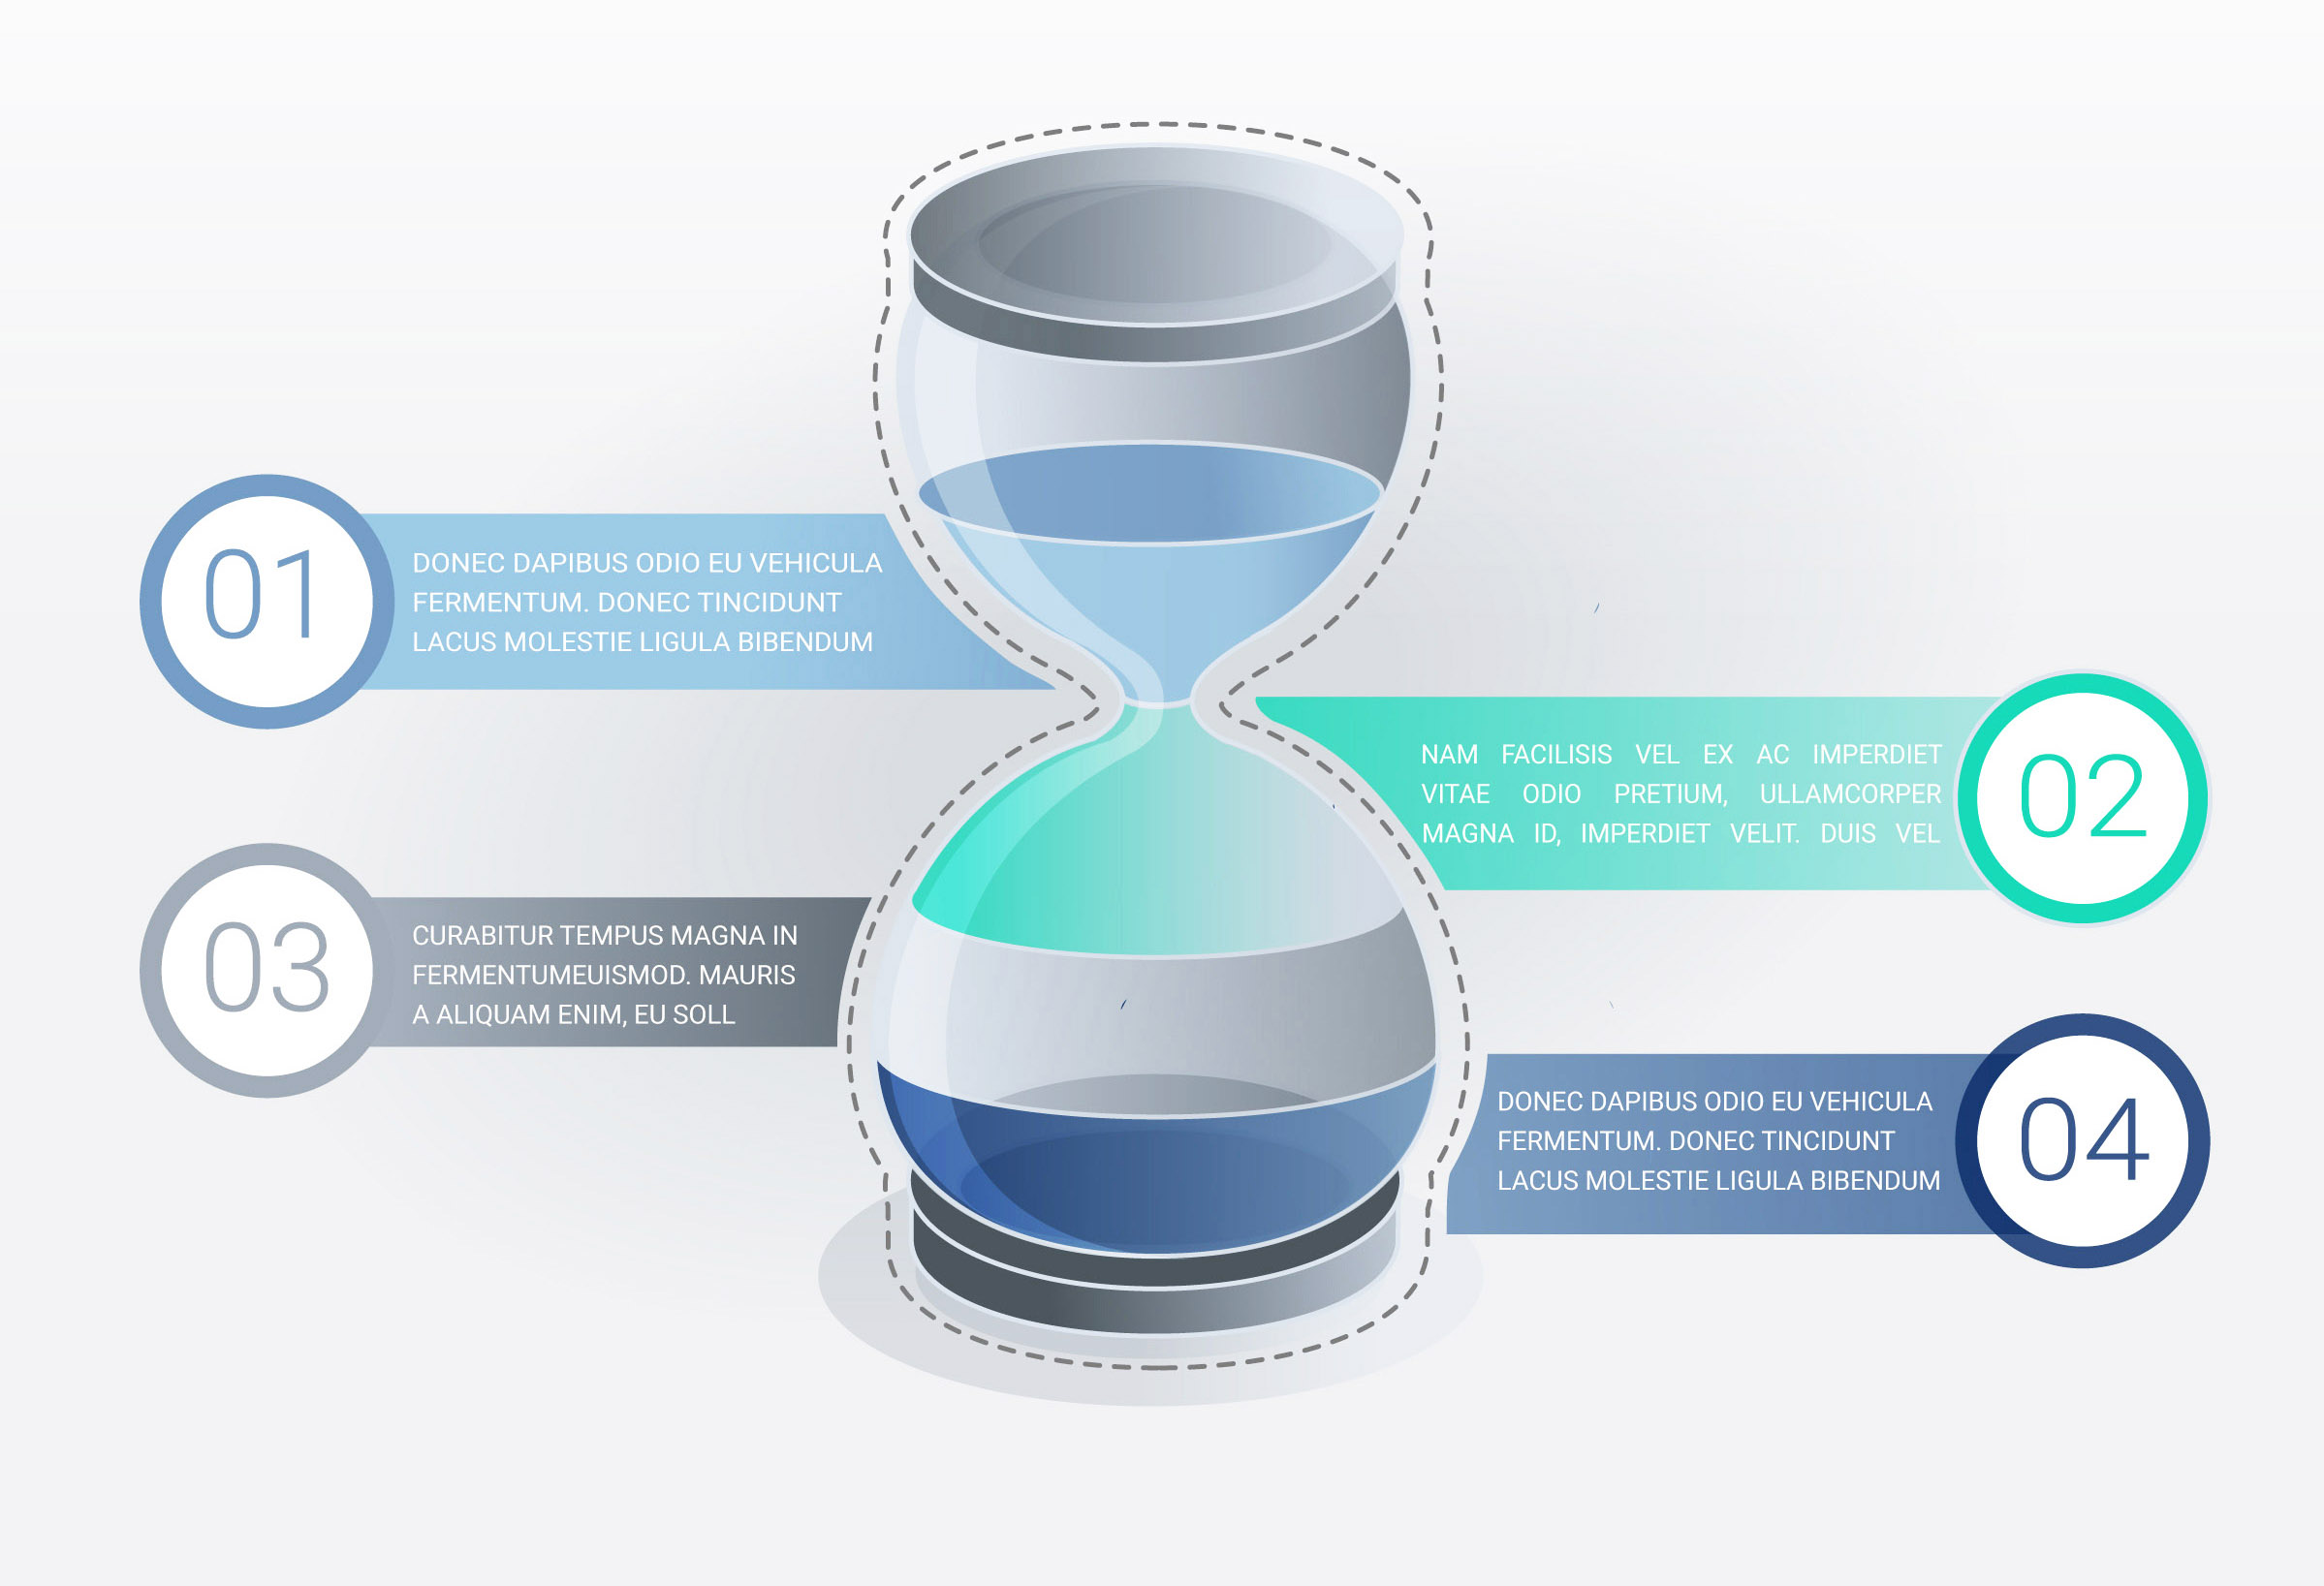 01
DONEC DAPIBUS ODIO EU VEHICULA
FERMENTUM. DONEC TINCIDUNT
LACUS MOLESTIE LIGULA BIBENDUM
NAM FACILISIS VEL EX AC IMPERDIET
VITAE ODIO PRETIUM, ULLAMCORPER
MAGNA ID, IMPERDIET VELIT. DUIS VEL
02
03
CURABITUR TEMPUS MAGNA IN
FERMENTUMEUISMOD. MAURIS
A ALIQUAM ENIM, EU SOLL
DONEC DAPIBUS ODIO EU VEHICULA
FERMENTUM. DONEC TINCIDUNT
LACUS MOLESTIE LIGULA BIBENDUM
04